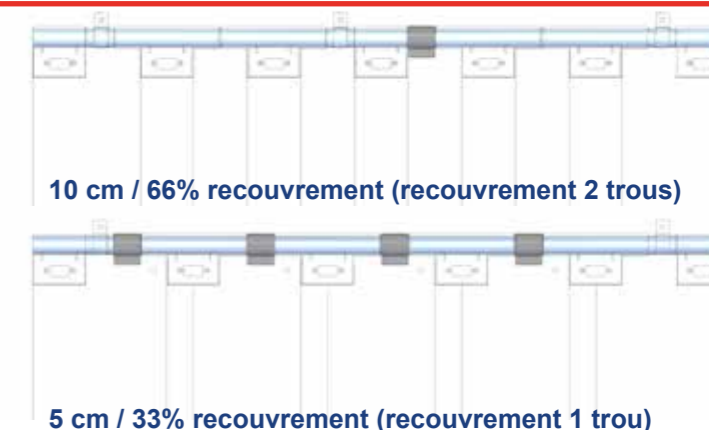 10 cm / 66% recouvrement (recouvrement 2 trous)
5 cm / 33% recouvrement (recouvrement 1 trou)